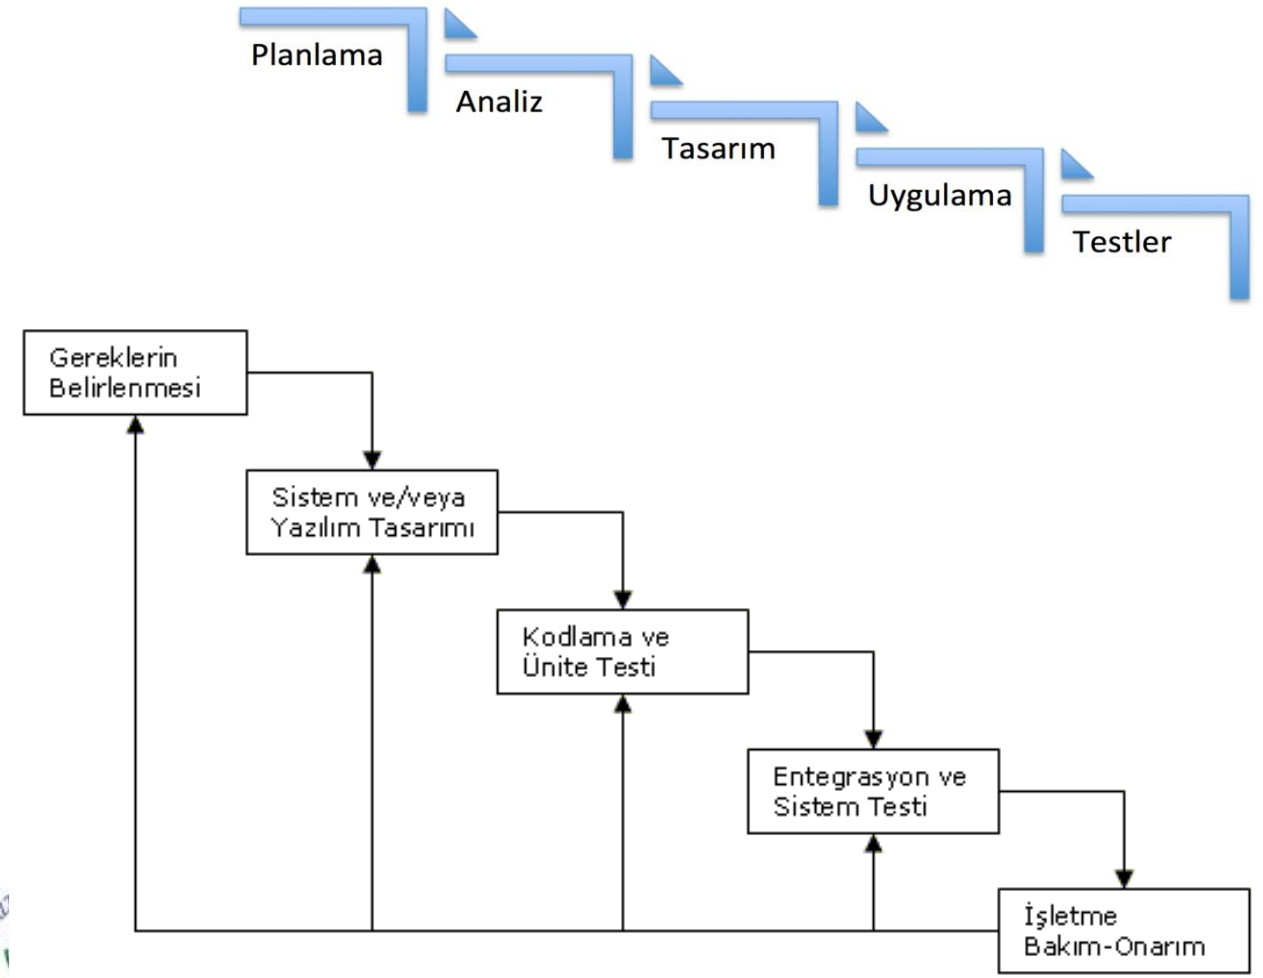 Planlama
Analiz
Tasarım
Uygulama
Testler
Gereklerin
Belirlenmesi
Sistem ve/veya
Yazılım Tasarımı
Kodlama ve
Ünite Testi
Entegrasyon ve
Sistem Testi
İşletme
Bakım-Onarım